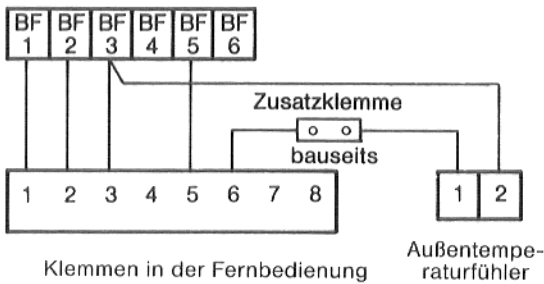 BF BF BF BF BF BF
1 2 3 4 5 6
Zusatzklemme
bauseits
1 2 3 4 5 6 7 8
1 2
Klemmen in der Fernbedienung
Außentempe-
raturfühler